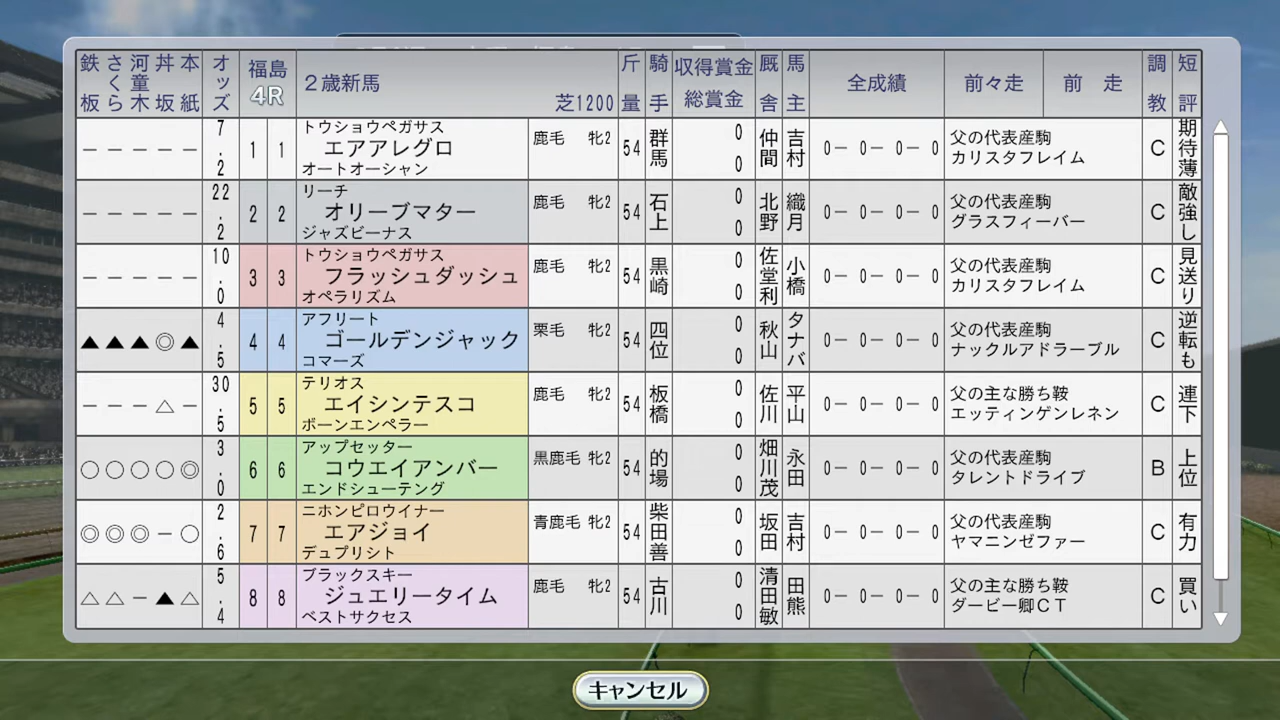 鉄板 さくら 河童木 丼坂 本紙 オッズ 福島 4R 2歳新馬 芝1200 斤量 騎手 収得賞金 総賞金 厩舎 馬主 全成績 前々走 前 走 調教 短評
トウショウペガサス
- - - - - 7.2 1 1 エアアレグロ 鹿毛 牝2 54 群馬 0 0 仲間 吉村 0- 0- 0- 0 父の代表産駒 カリスタフレイム C 期待薄
オートオーシャン
リーチ
- - - - - 22.2 2 2 オリーブマター 鹿毛 牝2 54 石上 0 0 北野 織月 0- 0- 0- 0 父の代表産駒 グラスフィーバー C 敵強し
ジャズビーナス
トウショウペガサス
- - - - - 10.0 3 3 フラッシュダッシュ 鹿毛 牝2 54 黒崎 0 0 佐堂利 小橋 0- 0- 0- 0 父の代表産駒 カリスタフレイム C 見送り
オペラリズム
アフリート
▲ ▲ ▲ ◎ ▲ 4.5 4 4 ゴールデンジャック 栗毛 牝2 54 四位 0 0 秋山 タナバ 0- 0- 0- 0 父の代表産駒 ナックルアドラーブル C 逆転も
コマーズ
テリオス
- - - △ - 30.5 5 5 エイシンテスコ 鹿毛 牝2 54 板橋 0 0 佐川 平山 0- 0- 0- 0 父の主な勝ち鞍 エッティンゲンレネン C 連下
ボーンエンペラー
アップセッター
○ ○ ○ ○ ◎ 3.0 6 6 コウエイアンバー 黒鹿毛 牝2 54 的場 0 0 畑川茂 永田 0- 0- 0- 0 父の代表産駒 タレントドライブ B 上位
エンドシューテング
ニホンピロウイナー
◎ ◎ ◎ - ○ 2.6 7 7 エアジョイ 青鹿毛 牝2 54 柴田善 0 0 坂田 吉村 0- 0- 0- 0 父の代表産駒 ヤマニンゼファー C 有力
デュプリシト
ブラックスキー
△ △ - ▲ △ 5.4 8 8 ジュエリータイム 鹿毛 牝2 54 古川 0 0 清田敏 田熊 0- 0- 0- 0 父の主な勝ち鞍 ダービー卿CT C 買い
ベストサクセス
キャンセル